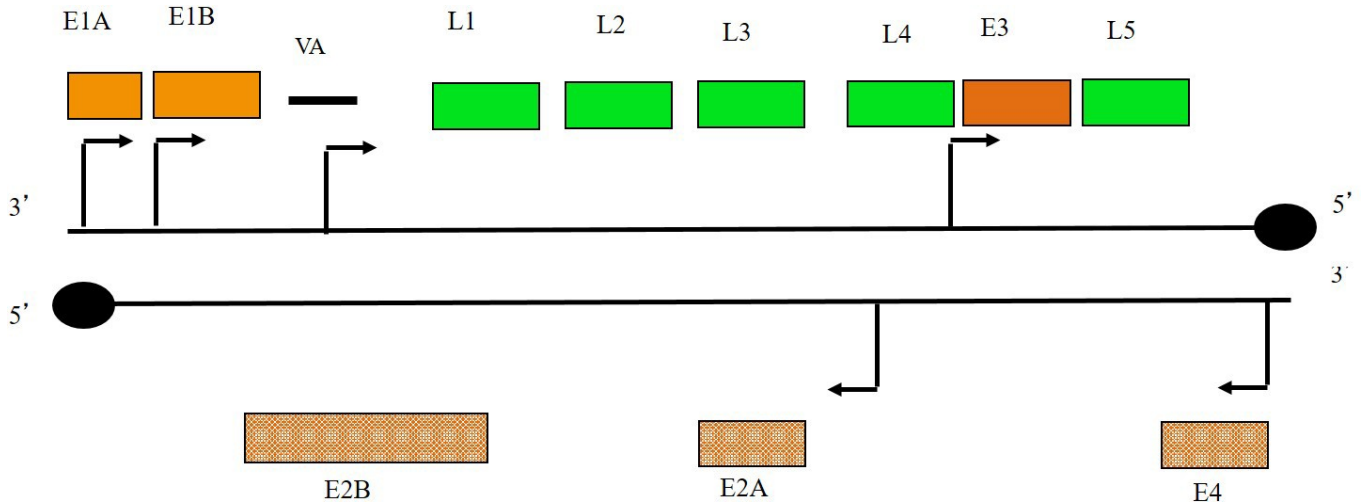 E1A E1B VA L1 L2 L3 L4 E3 L5
3’ 5’
5’ 3’
E2B E2A E4